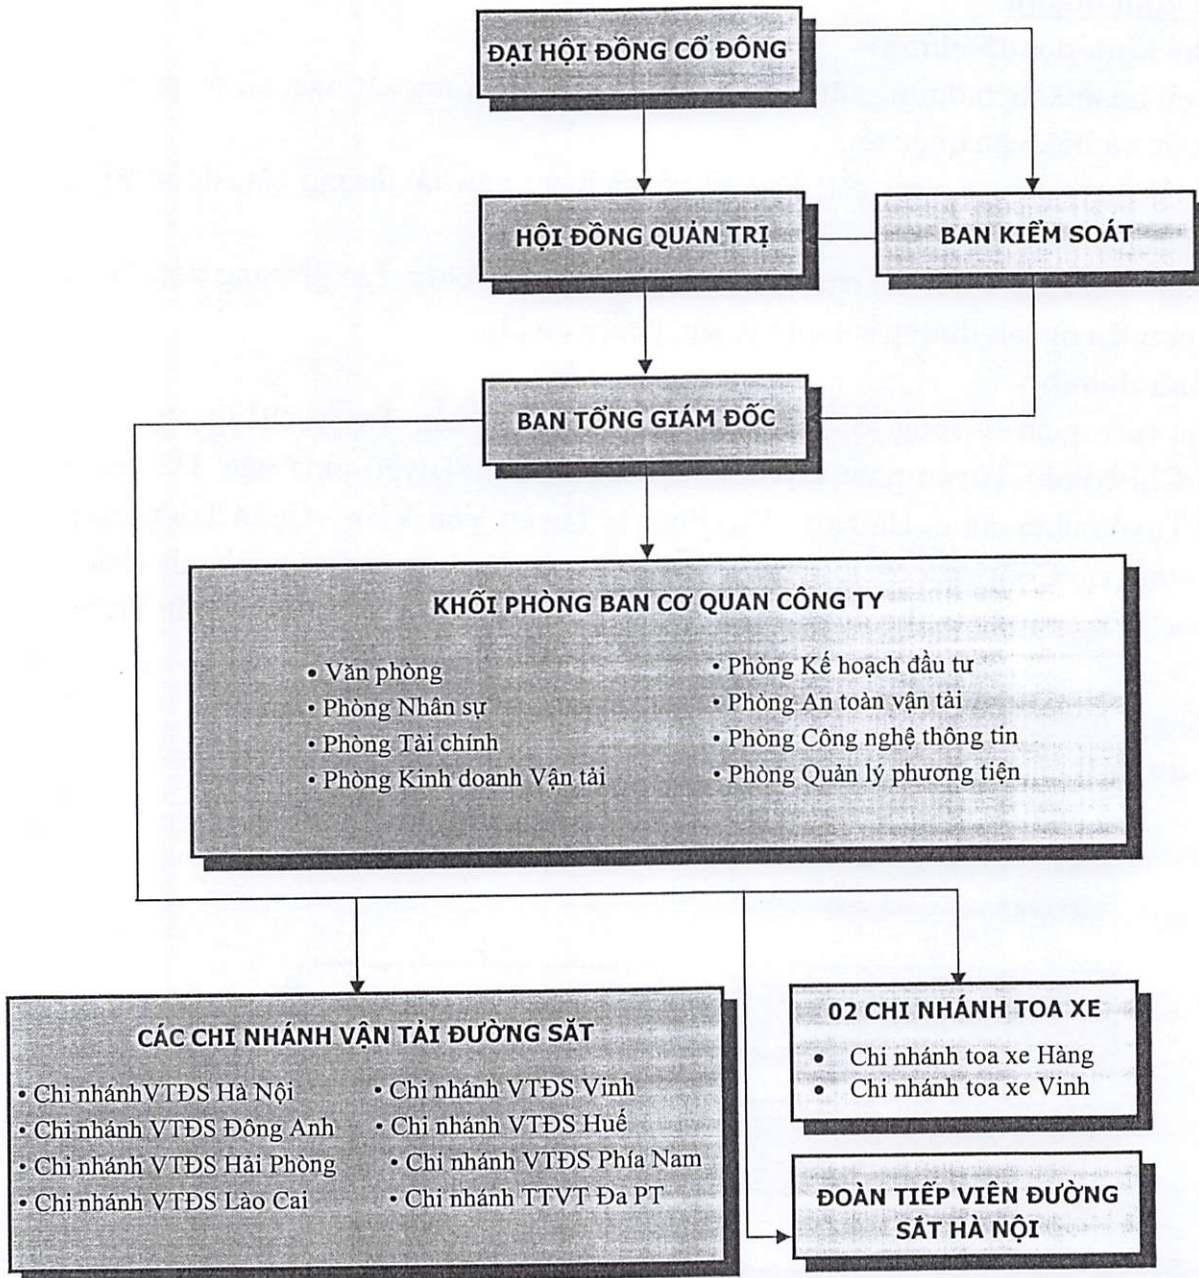 ĐẠI HỘI ĐỒNG CỔ ĐÔNG
HỘI ĐỒNG QUẢN TRỊ
BAN KIỂM SOÁT
BAN TỔNG GIÁM ĐỐC
KHỐI PHÒNG BAN CƠ QUAN CÔNG TY
• Văn phòng
• Phòng Nhân sự
• Phòng Tài chính
• Phòng Kinh doanh Vận tải
• Phòng Kế hoạch đầu tư
• Phòng An toàn vận tải
• Phòng Công nghệ thông tin
• Phòng Quản lý phương tiện
CÁC CHI NHÁNH VẬN TẢI ĐƯỜNG SẮT
• Chi nhánhVTĐS Hà Nội
• Chi nhánh VTĐS Đông Anh
• Chi nhánh VTĐS Hải Phòng
• Chi nhánh VTĐS Lào Cai
• Chi nhánh VTĐS Vinh
• Chi nhánh VTĐS Huế
• Chi nhánh VTĐS Phía Nam
• Chi nhánh TTVT Đa PT
02 CHI NHÁNH TOA XE
• Chi nhánh toa xe Hàng
• Chi nhánh toa xe Vinh
ĐOÀN TIẾP VIÊN ĐƯỜNG
SẮT HÀ NỘI